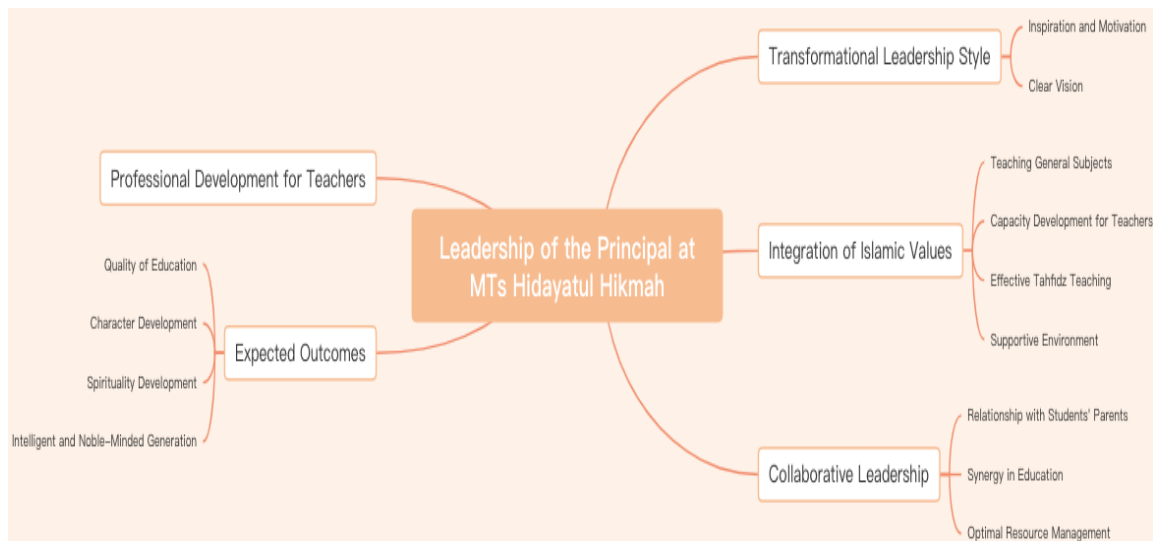 Leadership of the Principal at
MTs Hidayatul Hikmah
Transformational Leadership Style
Inspiration and Motivation
Clear Vision
Integration of Islamic Values
Teaching General Subjects
Capacity Development for Teachers
Effective Tahfidz Teaching
Supportive Environment
Collaborative Leadership
Relationship with Students' Parents
Synergy in Education
Optimal Resource Management
Professional Development for Teachers
Expected Outcomes
Quality of Education
Character Development
Spirituality Development
Intelligent and Noble-Minded Generation